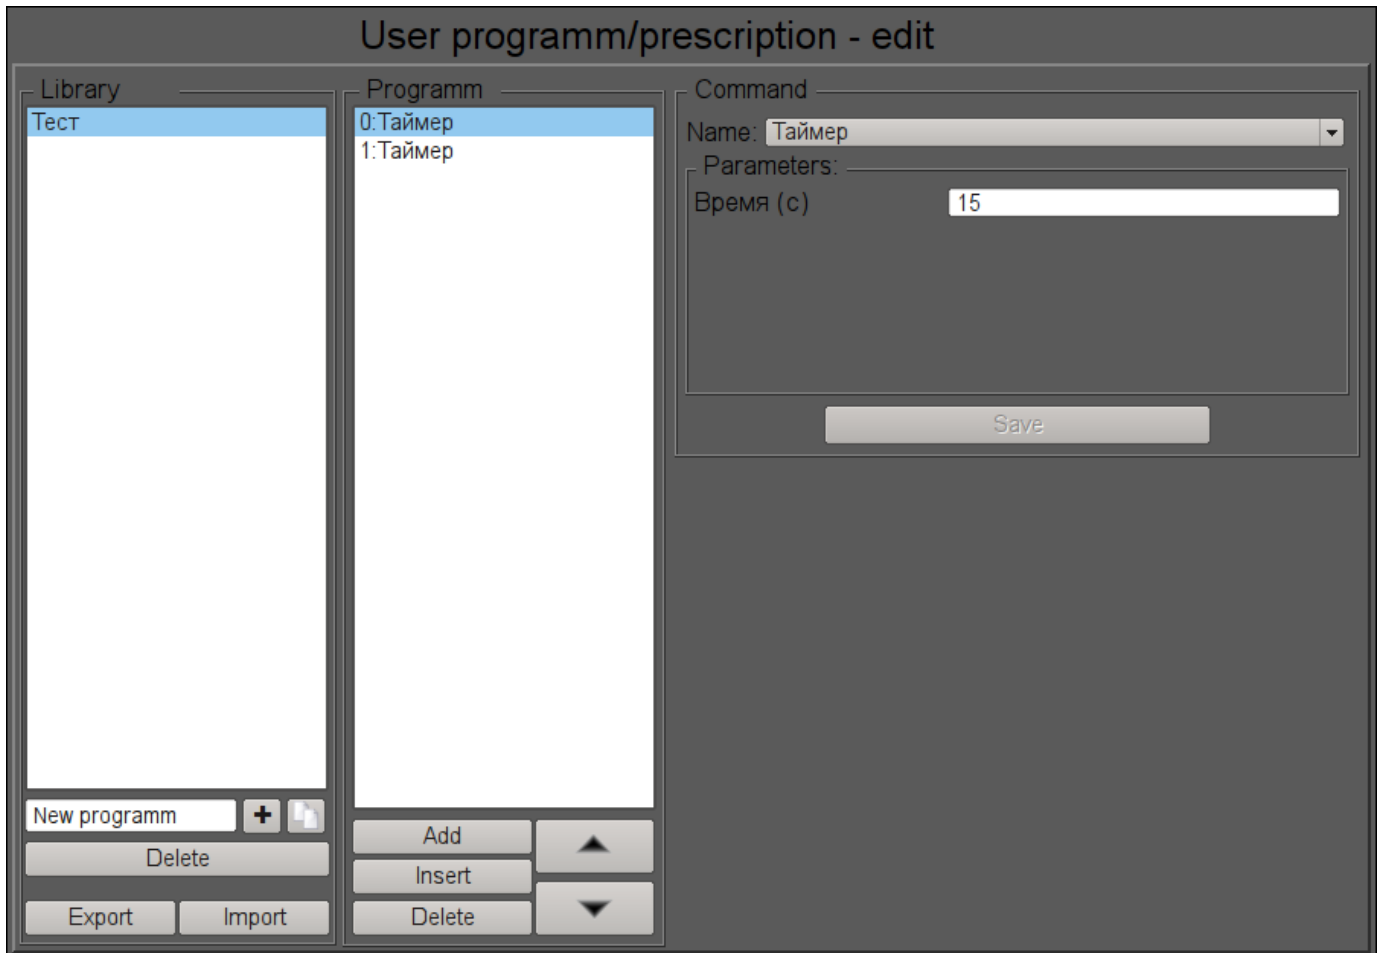 User programm/prescription - edit
Library
Тест
New programm
+
Delete
Export Import
Programm
0:Таймер
1:Таймер
Add
Insert
Delete
Command
Name: Таймер
Parameters:
Время (с) 15
Save